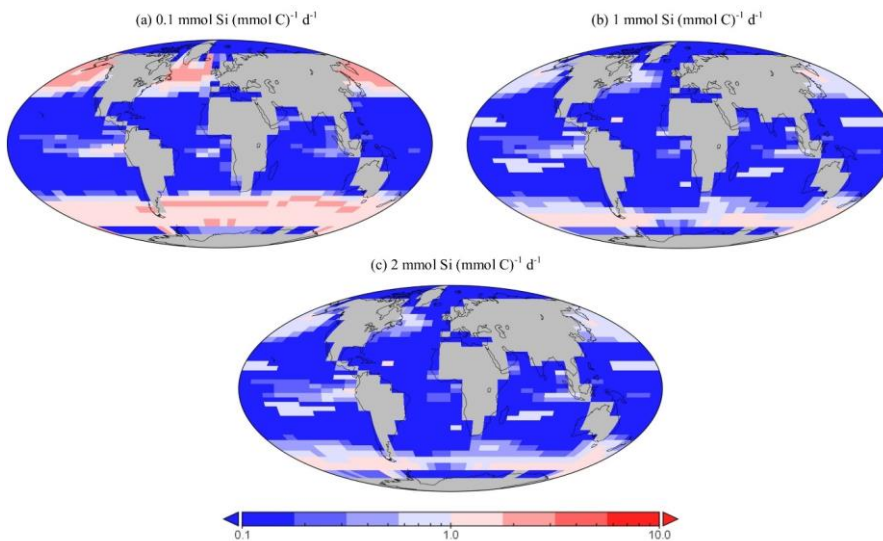 (a) 0.1 mmol Si (mmol C)⁻¹ d⁻¹
(b) 1 mmol Si (mmol C)⁻¹ d⁻¹
(c) 2 mmol Si (mmol C)⁻¹ d⁻¹
0.1 1.0 10.0